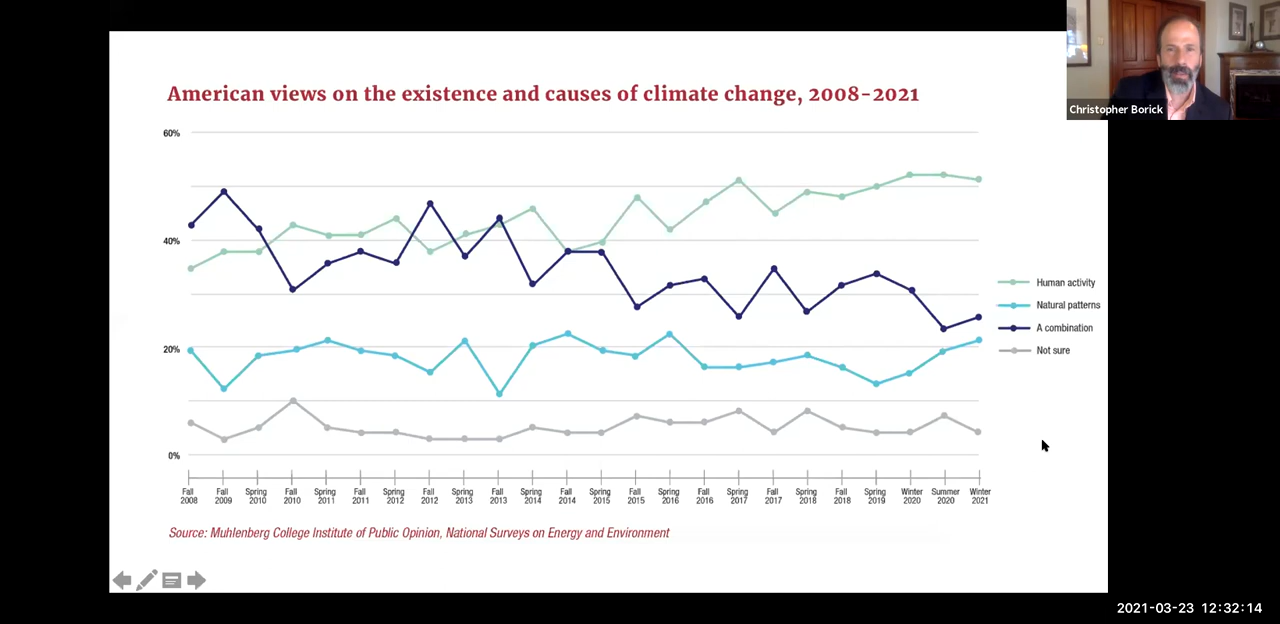 Christopher Borick
American views on the existence and causes of climate change, 2008-2021
60%
40%
20%
0%
Human activity
Natural patterns
A combination
Not sure
Fall 2008
Fall 2009
Spring 2010
Fall 2010
Spring 2011
Fall 2011
Spring 2012
Fall 2012
Spring 2013
Fall 2013
Spring 2014
Fall 2014
Spring 2015
Fall 2015
Spring 2016
Fall 2016
Spring 2017
Fall 2017
Spring 2018
Fall 2018
Spring 2019
Winter 2020
Summer 2020
Winter 2021
Source: Muhlenberg College Institute of Public Opinion, National Surveys on Energy and Environment
2021-03-23 12:32:14